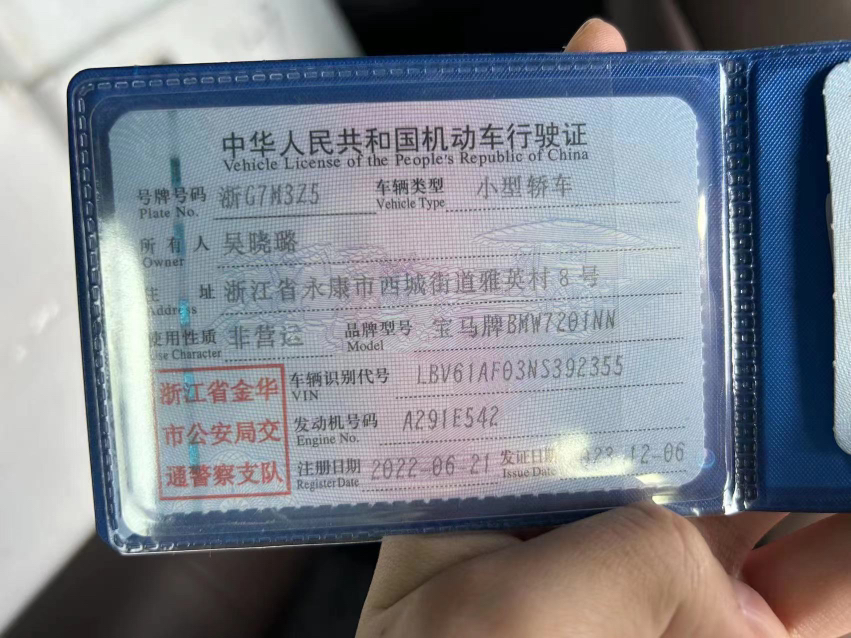 中华人民共和国机动车行驶证
Vehicle License of the People's Republic of China
号牌号码 浙G7M3Z5 车辆类型 小型轿车
Plate No. Vehicle Type
所有人 吴晓璐
Owner
住址 浙江省永康市西城街道雅英村8号
Address
使用性质 非营运 品牌型号 宝马牌BMW7201NN
Use Character Model
浙江省金华
市公安局交
通警察支队
车辆识别代号 LBV61AF03NS392355
VIN
发动机号码 A291E542
Engine No.
注册日期 2022-06-21 发证日期 12-06
Register Date Issue Date